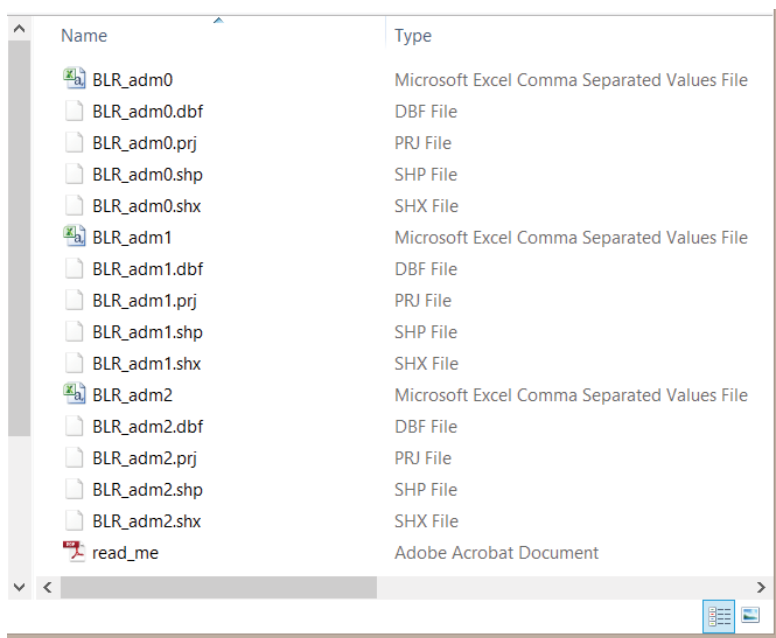 Name Type
BLR_adm0 Microsoft Excel Comma Separated Values File
BLR_adm0.dbf DBF File
BLR_adm0.prj PRJ File
BLR_adm0.shp SHP File
BLR_adm0.shx SHX File
BLR_adm1 Microsoft Excel Comma Separated Values File
BLR_adm1.dbf DBF File
BLR_adm1.prj PRJ File
BLR_adm1.shp SHP File
BLR_adm1.shx SHX File
BLR_adm2 Microsoft Excel Comma Separated Values File
BLR_adm2.dbf DBF File
BLR_adm2.prj PRJ File
BLR_adm2.shp SHP File
BLR_adm2.shx SHX File
read_me Adobe Acrobat Document